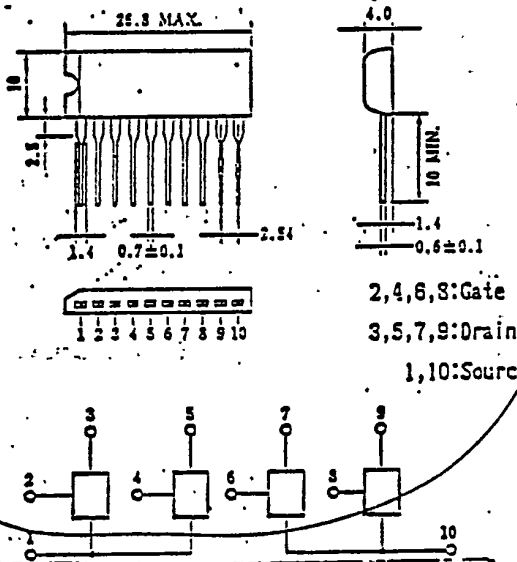 25.8 MAX.
4.0
10
2.5
10 MIN.
1.4
0.7±0.1
2.54
1.4
0.6±0.1
1 2 3 4 5 6 7 8 9 10
2,4,6,8:Gate
3,5,7,9:Drain
1,10:Sourc
3 5 7 9
2 4 6 8
1 10